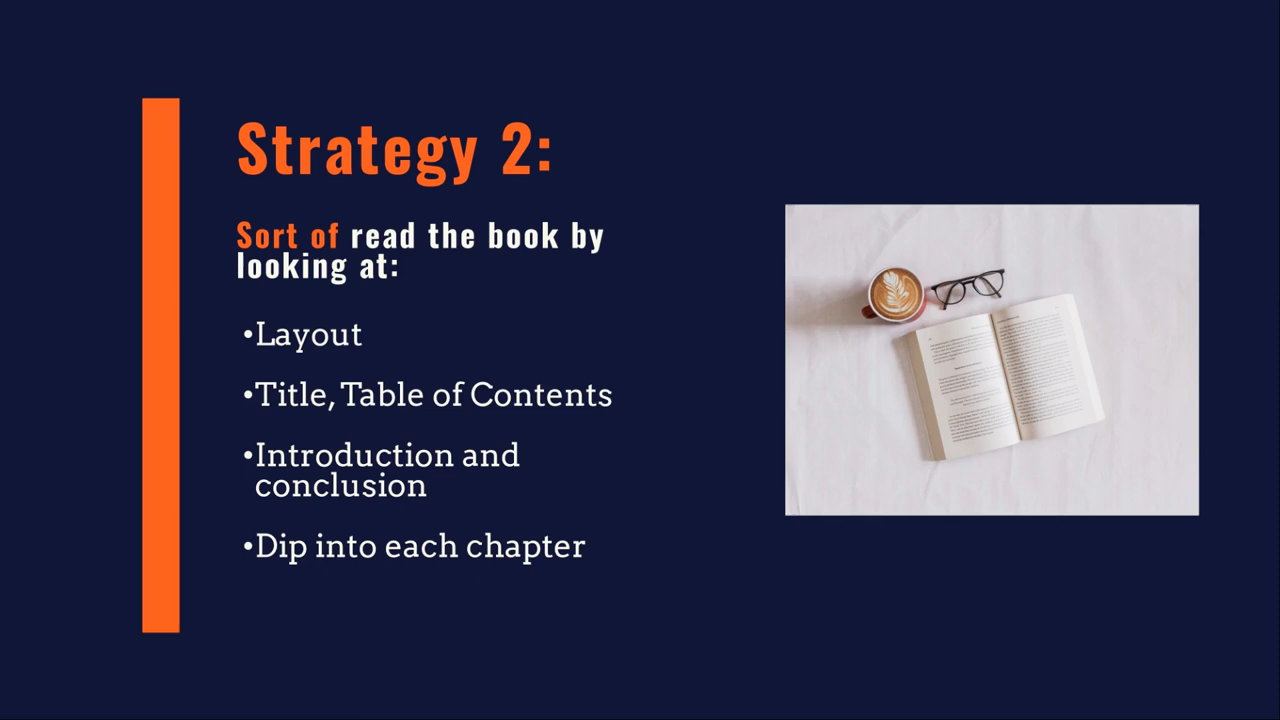 Strategy 2:
Sort of read the book by
looking at:
•Layout
•Title, Table of Contents
•Introduction and
conclusion
•Dip into each chapter